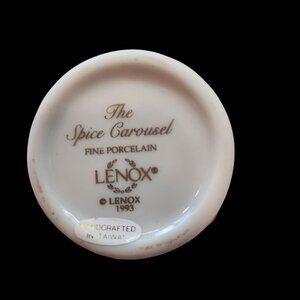 The
Spice Carousel
FINE PORCELAIN
LENOX®
© LENOX
1993
HANDCRAFTED
IN TAIWAN